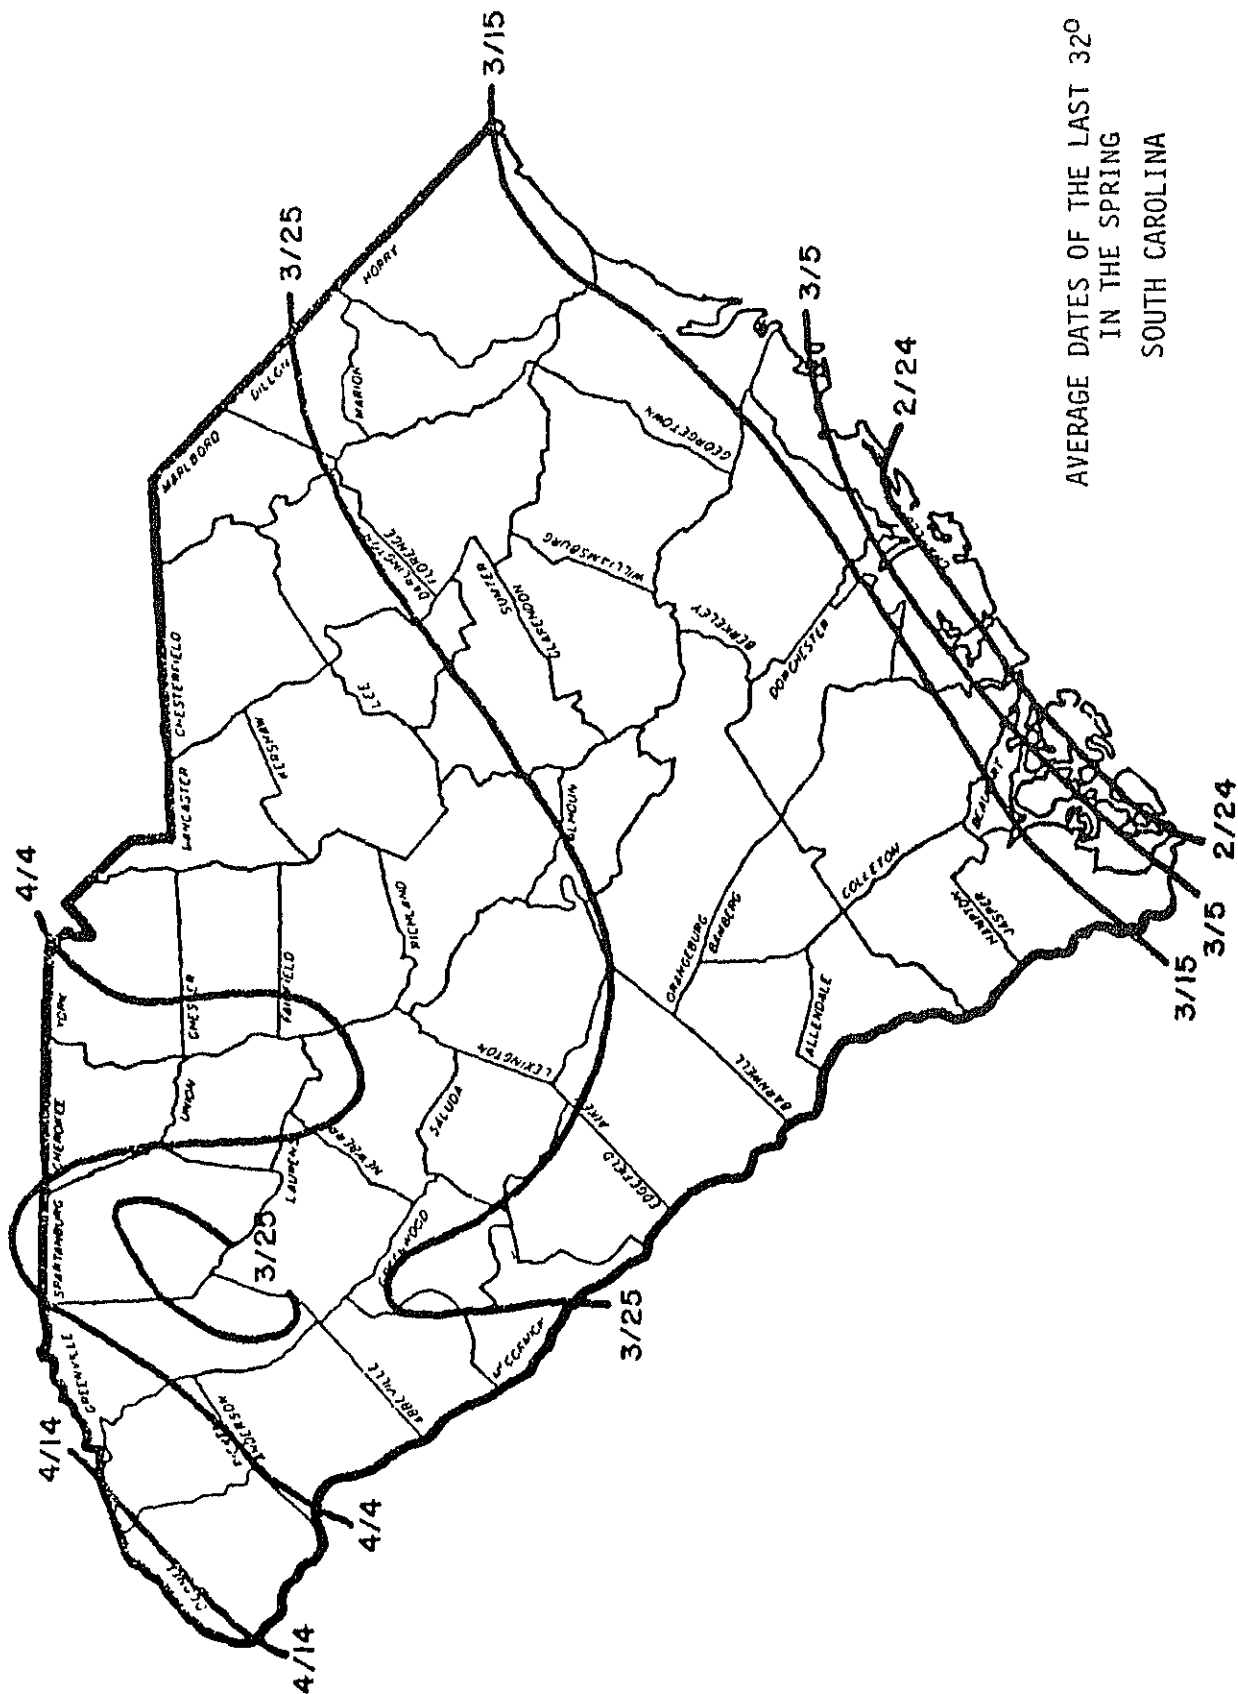 4/14
4/4
3/25
3/15
3/5
2/24
GREENVILLE
SPARTANBURG
CHEROKEE
YORK
LANCASTER
CHESTERFIELD
MARLBORO
DILLON
HORRY
MARION
PICKENS
ANDERSON
LAURENS
UNION
CHESTER
FAIRFIELD
KERSHAW
LEE
DARLINGTON
FLORENCE
3/25
ABBEVILLE
GREENWOOD
NEWBERRY
SALUDA
LEXINGTON
RICHLAND
SUMTER
CLARENDON
WILLIAMSBURG
GEORGETOWN
McCORMICK
EDGEFIELD
ORANGEBURG
BAMBERG
BERKELEY
DORCHESTER
BARNWELL
ALLENDALE
COLLETON
HAMPTON
JASPER
4/14
4/4
3/25
3/15
3/5
2/24
AVERAGE DATES OF THE LAST 32°
IN THE SPRING
SOUTH CAROLINA